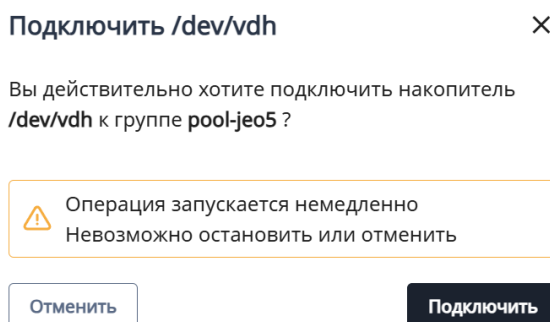 Подключить /dev/vdh
Вы действительно хотите подключить накопитель
/dev/vdh к группе pool-jeo5 ?
Операция запускается немедленно
Невозможно остановить или отменить
Отменить
Подключить